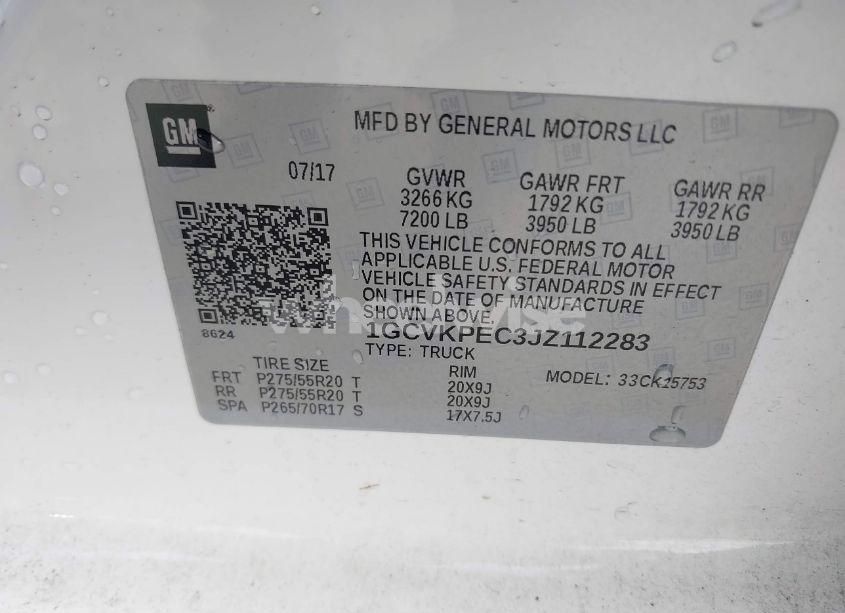 GM
MFD BY GENERAL MOTORS LLC
07/17
GVWR GAWR FRT GAWR RR
3266 KG 1792 KG 1792 KG
7200 LB 3950 LB 3950 LB
THIS VEHICLE CONFORMS TO ALL
APPLICABLE U.S. FEDERAL MOTOR
VEHICLE SAFETY STANDARDS IN EFFECT
ON THE DATE OF MANUFACTURE
SHOWN ABOVE.
8624
1GCVKPEC3JZ112283
TYPE: TRUCK
TIRE SIZE RIM MODEL: 33CK15753
FRT P275/55R20 T 20X9J
RR P275/55R20 T 20X9J
SPA P265/70R17 S 17X7.5J